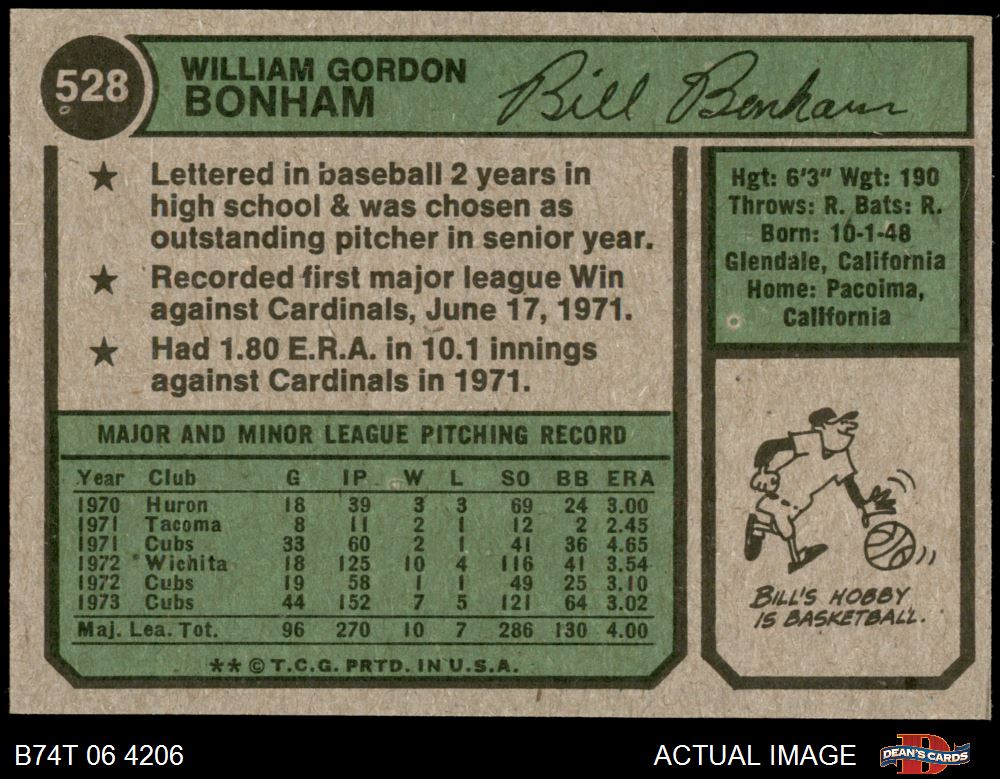 528
WILLIAM GORDON
BONHAM
Bill Bonham
★ Lettered in baseball 2 years in
high school & was chosen as
outstanding pitcher in senior year.
★ Recorded first major league Win
against Cardinals, June 17, 1971.
★ Had 1.80 E.R.A. in 10.1 innings
against Cardinals in 1971.
Hgt: 6'3" Wgt: 190
Throws: R. Bats: R.
Born: 10-1-48
Glendale, California
Home: Pacoima,
California
MAJOR AND MINOR LEAGUE PITCHING RECORD
Year Club G IP W L SO BB ERA
1970 Huron 18 39 3 3 69 24 3.00
1971 Tacoma 8 11 2 1 12 2 2.45
1971 Cubs 33 60 2 1 41 36 4.65
1972 Wichita 18 125 10 4 116 41 3.54
1972 Cubs 19 58 1 1 49 25 3.10
1973 Cubs 44 152 7 5 121 64 3.02
Maj. Lea. Tot. 96 270 10 7 286 130 4.00
** © T.C.G. PRTD. IN U.S.A.
BILL'S HOBBY
IS BASKETBALL.
B74T 06 4206
ACTUAL IMAGE
D
DEAN'S CARDS